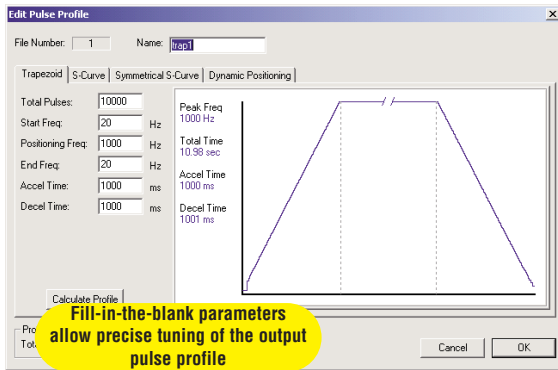 Edit Pulse Profile
File Number: 1 Name: trap1
Trapezoid S-Curve Symmetrical S-Curve Dynamic Positioning
Total Pulses: 10000
Start Freq: 20 Hz
Positioning Freq: 1000 Hz
End Freq: 20 Hz
Accel Time: 1000 ms
Decel Time: 1000 ms
Peak Freq
1000 Hz
Total Time
10.98 sec
Accel Time
1000 ms
Decel Time
1001 ms
Calculate Profile
Fill-in-the-blank parameters
allow precise tuning of the output
pulse profile
Cancel OK